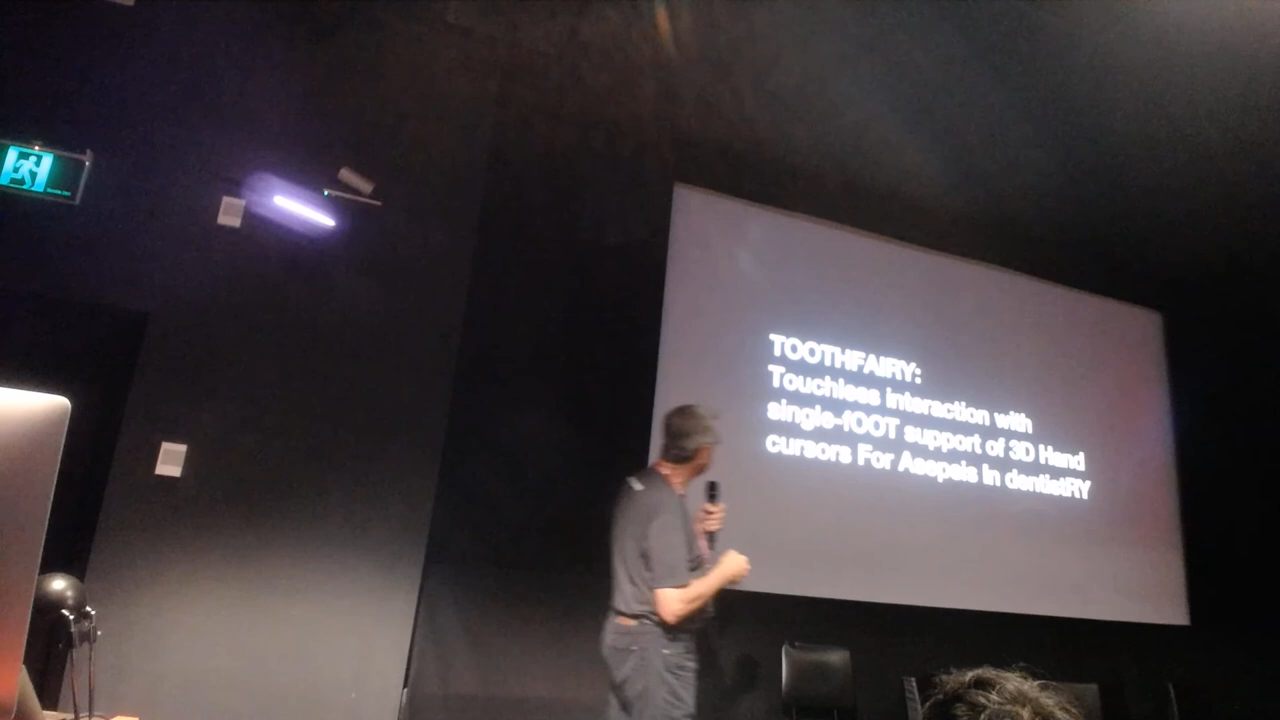 TOOTHFAIRY:
Touchless interaction with
single-fOOT support of 3D Hand
cursors For Asepsis in dentistRY